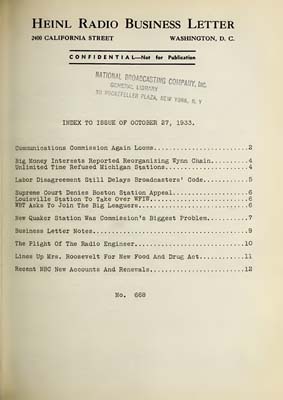 HEINL RADIO BUSINESS LETTER
2400 CALIFORNIA STREET WASHINGTON, D. C.
CONFIDENTIAL—Not for Publication
NATIONAL BROADCASTING COMPANY, INC.
GENERAL LIBRARY
30 ROCKEFELLER PLAZA, NEW YORK, N. Y.
INDEX TO ISSUE OF OCTOBER 27, 1933.
Communications Commission Again Looms.....2
Big Money Interests Reported Reorganizing Wynn Chain.....4
Unlimited Time Refused Michigan Stations.....4
Labor Disagreement Still Delays Broadcasters' Code.....5
Supreme Court Denies Boston Station Appeal.....6
Louisville Station To Take Over WFIW.....6
WBT Asks To Join The Big Leaguers.....6
New Quaker Station Was Commission's Biggest Problem.....7
Business Letter Notes.....9
The Plight Of The Radio Engineer.....10
Lines Up Mrs. Roosevelt For New Food And Drug Act.....11
Recent NBC New Accounts And Renewals.....12
No. 668